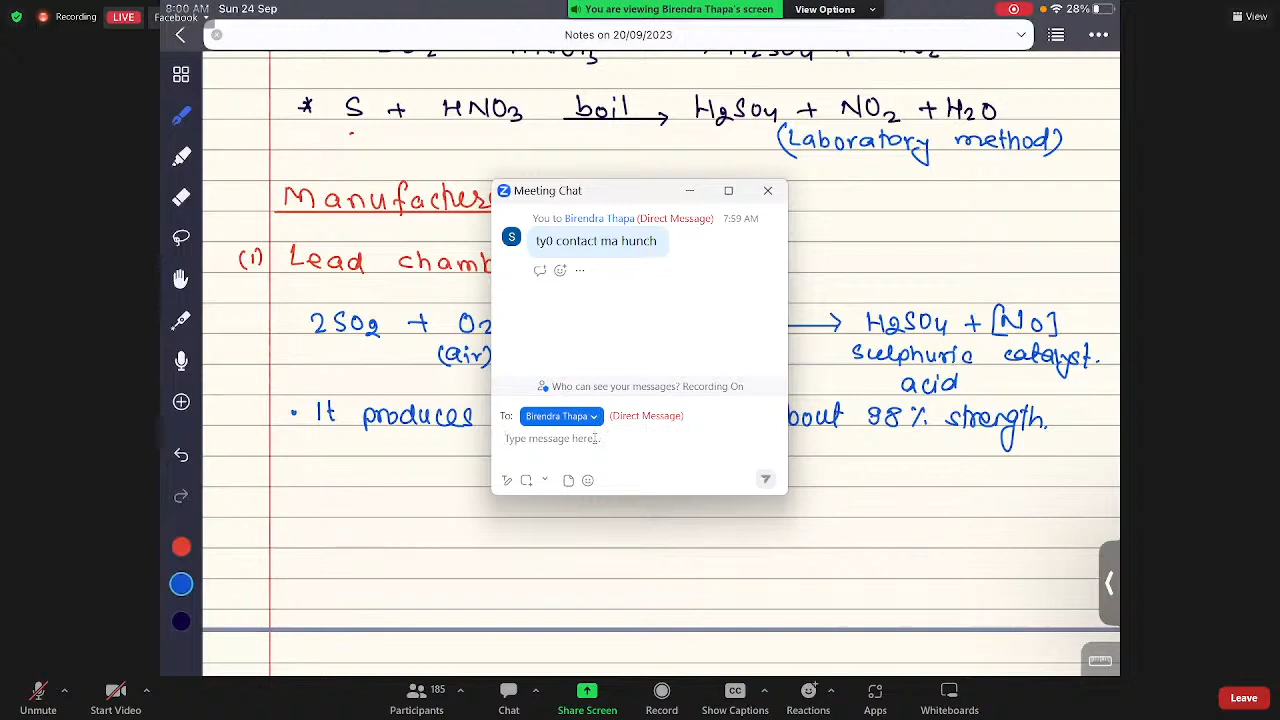 8:00 AM Sun 24 Sep
Recording LIVE Facebook
You are viewing Birendra Thapa's screen View Options
28%
View
Notes on 20/09/2023
* S + HNO3 boil → H2SO4 + NO2 + H2O
(Laboratory method)
Manufactur
(i) Lead chamb
2SO2 + O2 → H2SO4 + [NO]
(air) sulphuric catalyst.
acid
• It produces bout 98% strength.
Meeting Chat
You to Birendra Thapa (Direct Message) 7:59 AM
S
ty0 contact ma hunch
Who can see your messages? Recording On
To: Birendra Thapa (Direct Message)
Type message here...
Unmute Start Video
185
Participants Chat Share Screen Record Show Captions Reactions Apps Whiteboards
CC
Leave